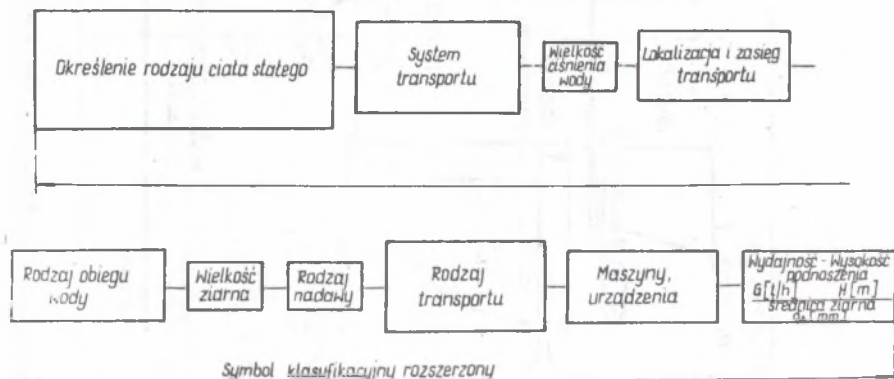 Określenie rodzaju ciała stałego
System
transportu
Wielkość
ciśnienia
wody
Lokalizacja i zasięg
transportu
Rodzaj obiegu
wody
Wielkość
ziarna
Rodzaj
nadawy
Rodzaj
transportu
Maszyny,
urządzenia
Wydajność - Wysokość
podnoszenia
G[t/h] H[m]
średnica ziarna
[mm]
Symbol klasyfikacyjny rozszerzony